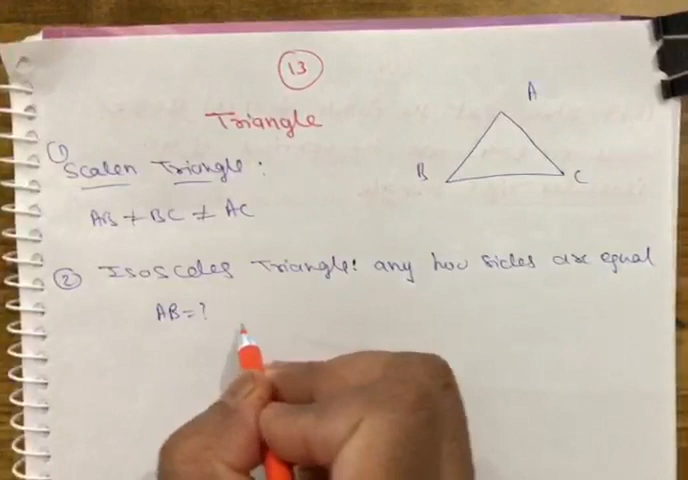 13
Triangle
A
B
C
① Scalen Triangle :
AB ≠ BC ≠ AC
② Isosceles Triangle: any two sides are equal
AB=?